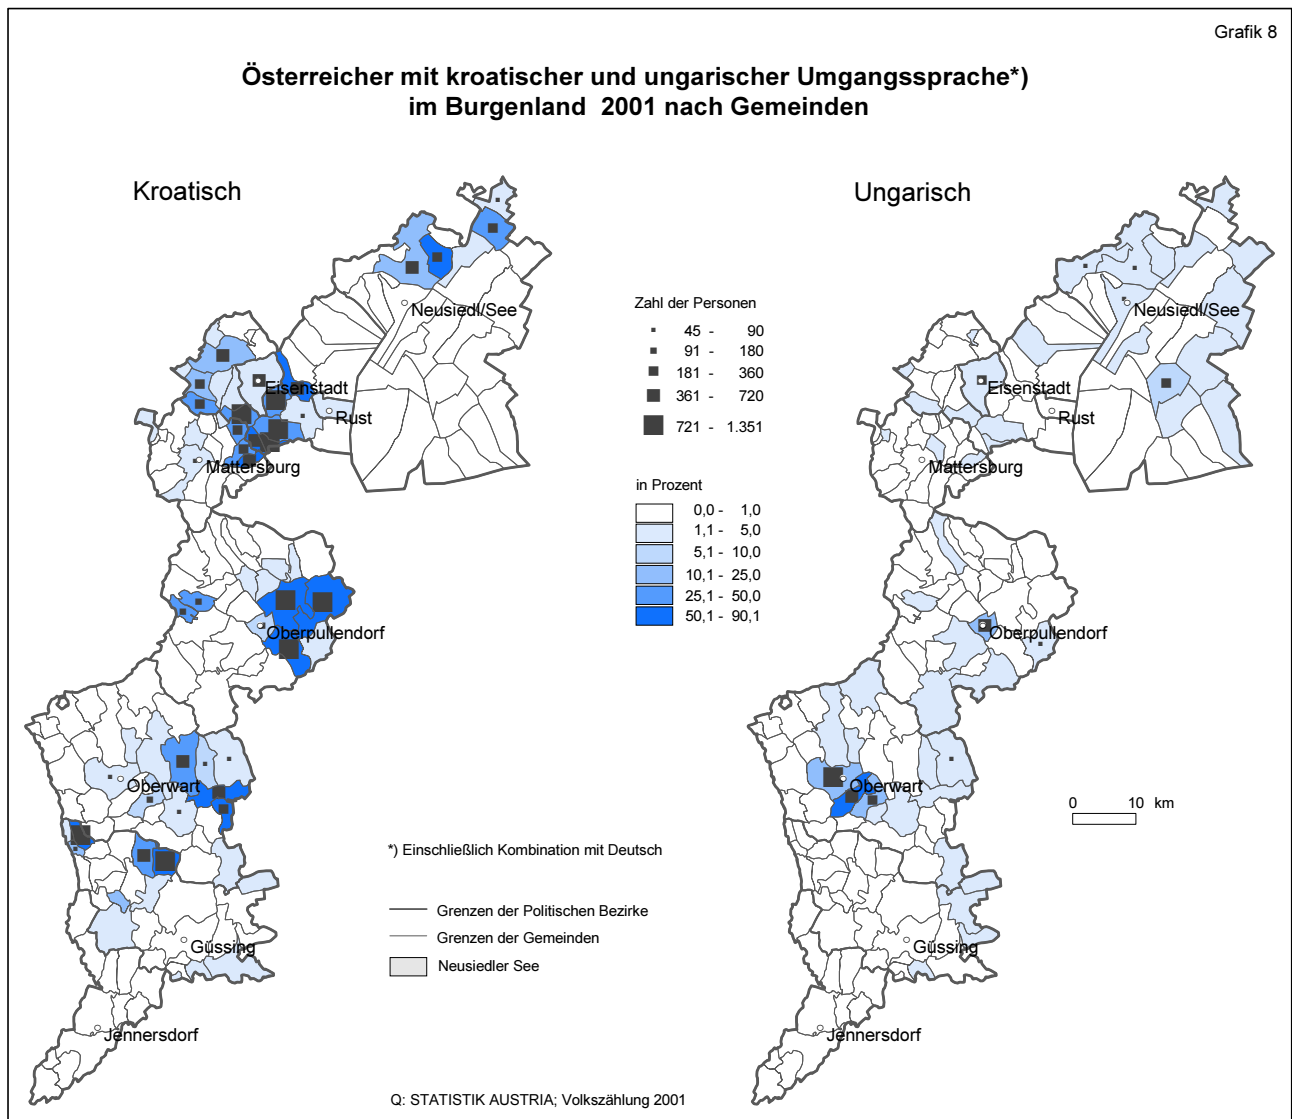 Grafik 8
Österreicher mit kroatischer und ungarischer Umgangssprache*)
im Burgenland 2001 nach Gemeinden
Kroatisch
Ungarisch
Neusiedl/See
Eisenstadt
Rust
Mattersburg
Oberpullendorf
Oberwart
Güssing
Jennersdorf
Zahl der Personen
45 - 90
91 - 180
181 - 360
361 - 720
721 - 1.351
in Prozent
0,0 - 1,0
1,1 - 5,0
5,1 - 10,0
10,1 - 25,0
25,1 - 50,0
50,1 - 90,1
*) Einschließlich Kombination mit Deutsch
Grenzen der Politischen Bezirke
Grenzen der Gemeinden
Neusiedler See
Neusiedl/See
Eisenstadt
Rust
Mattersburg
Oberpullendorf
Oberwart
0 10 km
Güssing
Jennersdorf
Q: STATISTIK AUSTRIA; Volkszählung 2001